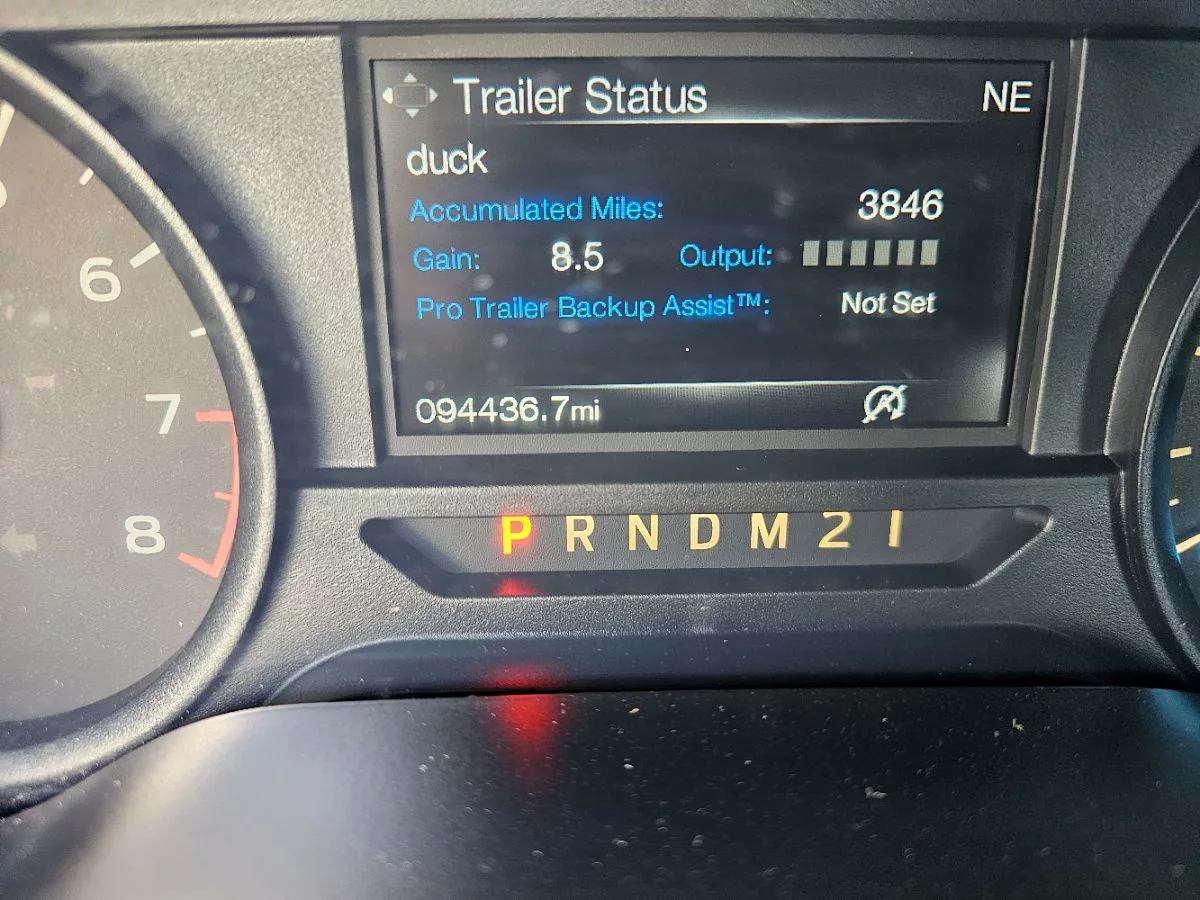 Trailer Status NE
duck
Accumulated Miles: 3846
Gain: 8.5 Output:
Pro Trailer Backup Assist™: Not Set
094436.7mi
6
7
8
P R N D M 2 1